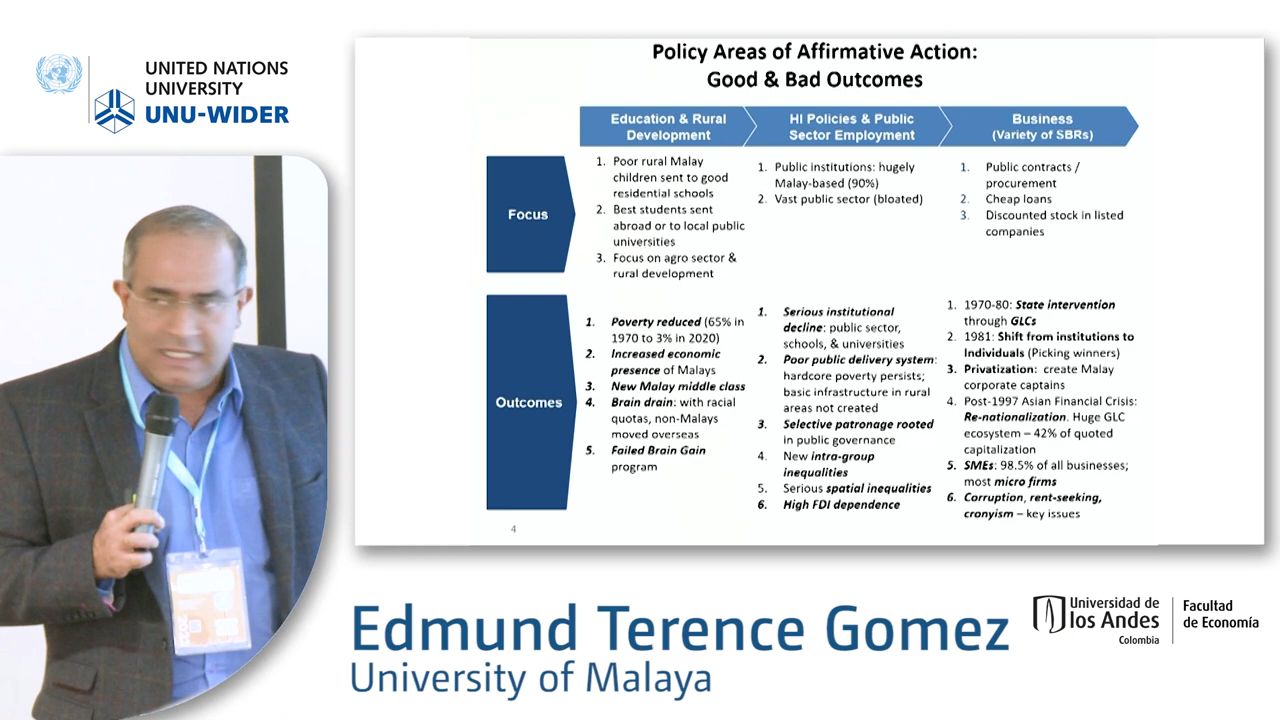 UNITED NATIONS
UNIVERSITY
UNU-WIDER
Policy Areas of Affirmative Action:
Good & Bad Outcomes
Education & Rural
Development
HI Policies & Public
Sector Employment
Business
(Variety of SBRs)
Focus
1. Poor rural Malay
children sent to good
residential schools
2. Best students sent
abroad or to local public
universities
3. Focus on agro sector &
rural development
1. Public institutions: hugely
Malay-based (90%)
2. Vast public sector (bloated)
1. Public contracts /
procurement
2. Cheap loans
3. Discounted stock in listed
companies
Outcomes
1. Poverty reduced (65% in
1970 to 3% in 2020)
2. Increased economic
presence of Malays
3. New Malay middle class
4. Brain drain: with racial
quotas, non-Malays
moved overseas
5. Failed Brain Gain
program
1. Serious institutional
decline: public sector,
schools, & universities
2. Poor public delivery system:
hardcore poverty persists;
basic infrastructure in rural
areas not created
3. Selective patronage rooted
in public governance
4. New intra-group
inequalities
5. Serious spatial inequalities
6. High FDI dependence
1. 1970-80: State intervention
through GLCs
2. 1981: Shift from institutions to
Individuals (Picking winners)
3. Privatization: create Malay
corporate captains
4. Post-1997 Asian Financial Crisis:
Re-nationalization. Huge GLC
ecosystem – 42% of quoted
capitalization
5. SMEs: 98.5% of all businesses;
most micro firms
6. Corruption, rent-seeking,
cronyism – key issues
4
Edmund Terence Gomez
University of Malaya
Universidad de
los Andes
Colombia
Facultad
de Economía